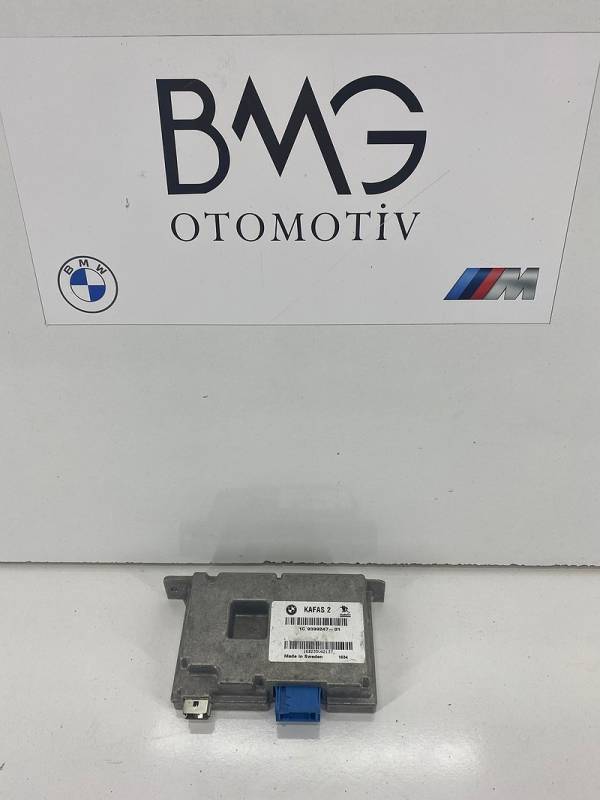 BMG
OTOMOTİV
BMW
M
KAFAS 2
Made in Sweden